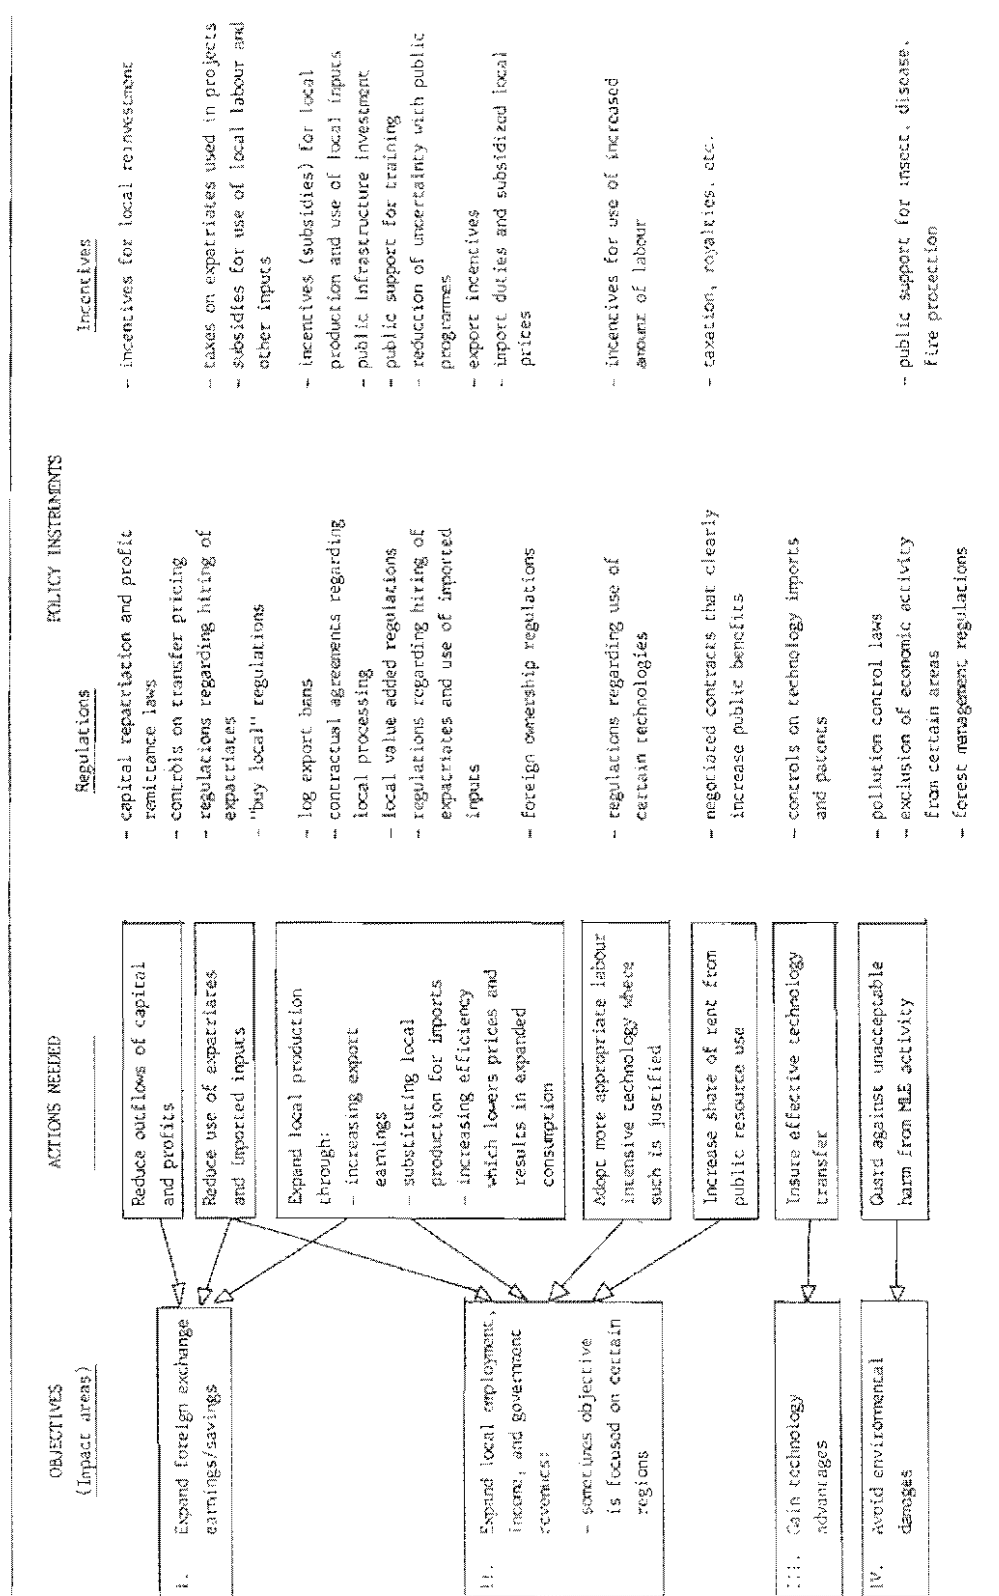 OBJECTIVES
(Impact areas)
I. Expand foreign exchange
earnings/savings
II. Expand local employment,
income, and government
revenues:
- sometimes objective
is focused on certain
regions
III. Gain technology
advantages
IV. Avoid environmental
damages
ACTIONS NEEDED
Reduce outflows of capital
and profits
Reduce use of expatriates
and imported inputs
Expand local production
through:
- increasing export
earnings
- substituting local
production for imports
- increasing efficiency
which lowers prices and
results in expanded
consumption
Adopt more appropriate labour
intensive technology where
such is justified
Increase share of rent from
public resource use
Insure effective technology
transfer
Guard against unacceptable
harm from MLE activity
POLICY INSTRUMENTS
Regulations
- capital repatriation and profit
remittance laws
- controls on transfer pricing
- regulations regarding hiring of
expatriates
- "buy local" regulations
- log export bans
- contractual agreements regarding
local processing
- local value added regulations
- regulations regarding hiring of
expatriates and use of imported
inputs
- foreign ownership regulations
- regulations regarding use of
certain technologies
- negotiated contracts that clearly
increase public benefits
- controls on technology imports
and patents
- pollution control laws
- exclusion of economic activity
from certain areas
- forest management regulations
Incentives
- incentives for local reinvestment
- taxes on expatriates used in projects
- subsidies for use of local labour and
other inputs
- incentives (subsidies) for local
production and use of local inputs
- public infrastructure investment
- public support for training
- reduction of uncertainty with public
programmes
- export incentives
- import duties and subsidized local
prices
- incentives for use of increased
amount of labour
- taxation, royalties, etc.
- public support for insect, disease,
fire protection